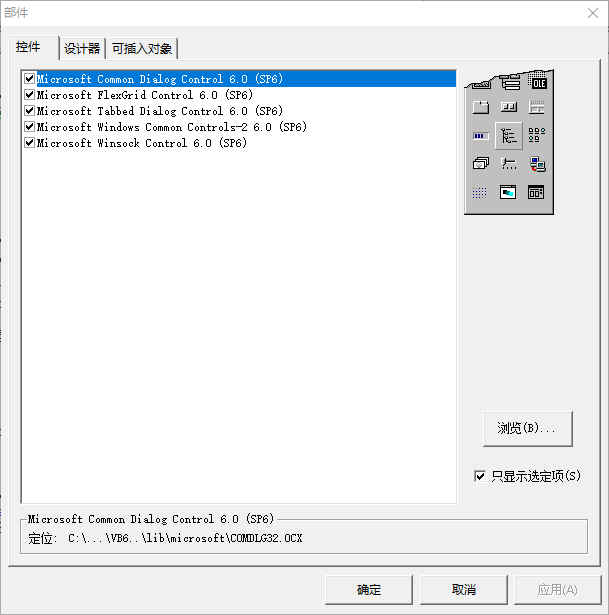 部件
控件 设计器 可插入对象
Microsoft Common Dialog Control 6.0 (SP6)
Microsoft FlexGrid Control 6.0 (SP6)
Microsoft Tabbed Dialog Control 6.0 (SP6)
Microsoft Windows Common Controls-2 6.0 (SP6)
Microsoft Winsock Control 6.0 (SP6)
OLE
浏览(B)...
只显示选定项(S)
Microsoft Common Dialog Control 6.0 (SP6)
定位: C:\...\VB6..\lib\microsoft\COMDLG32.OCX
确定 取消 应用(A)